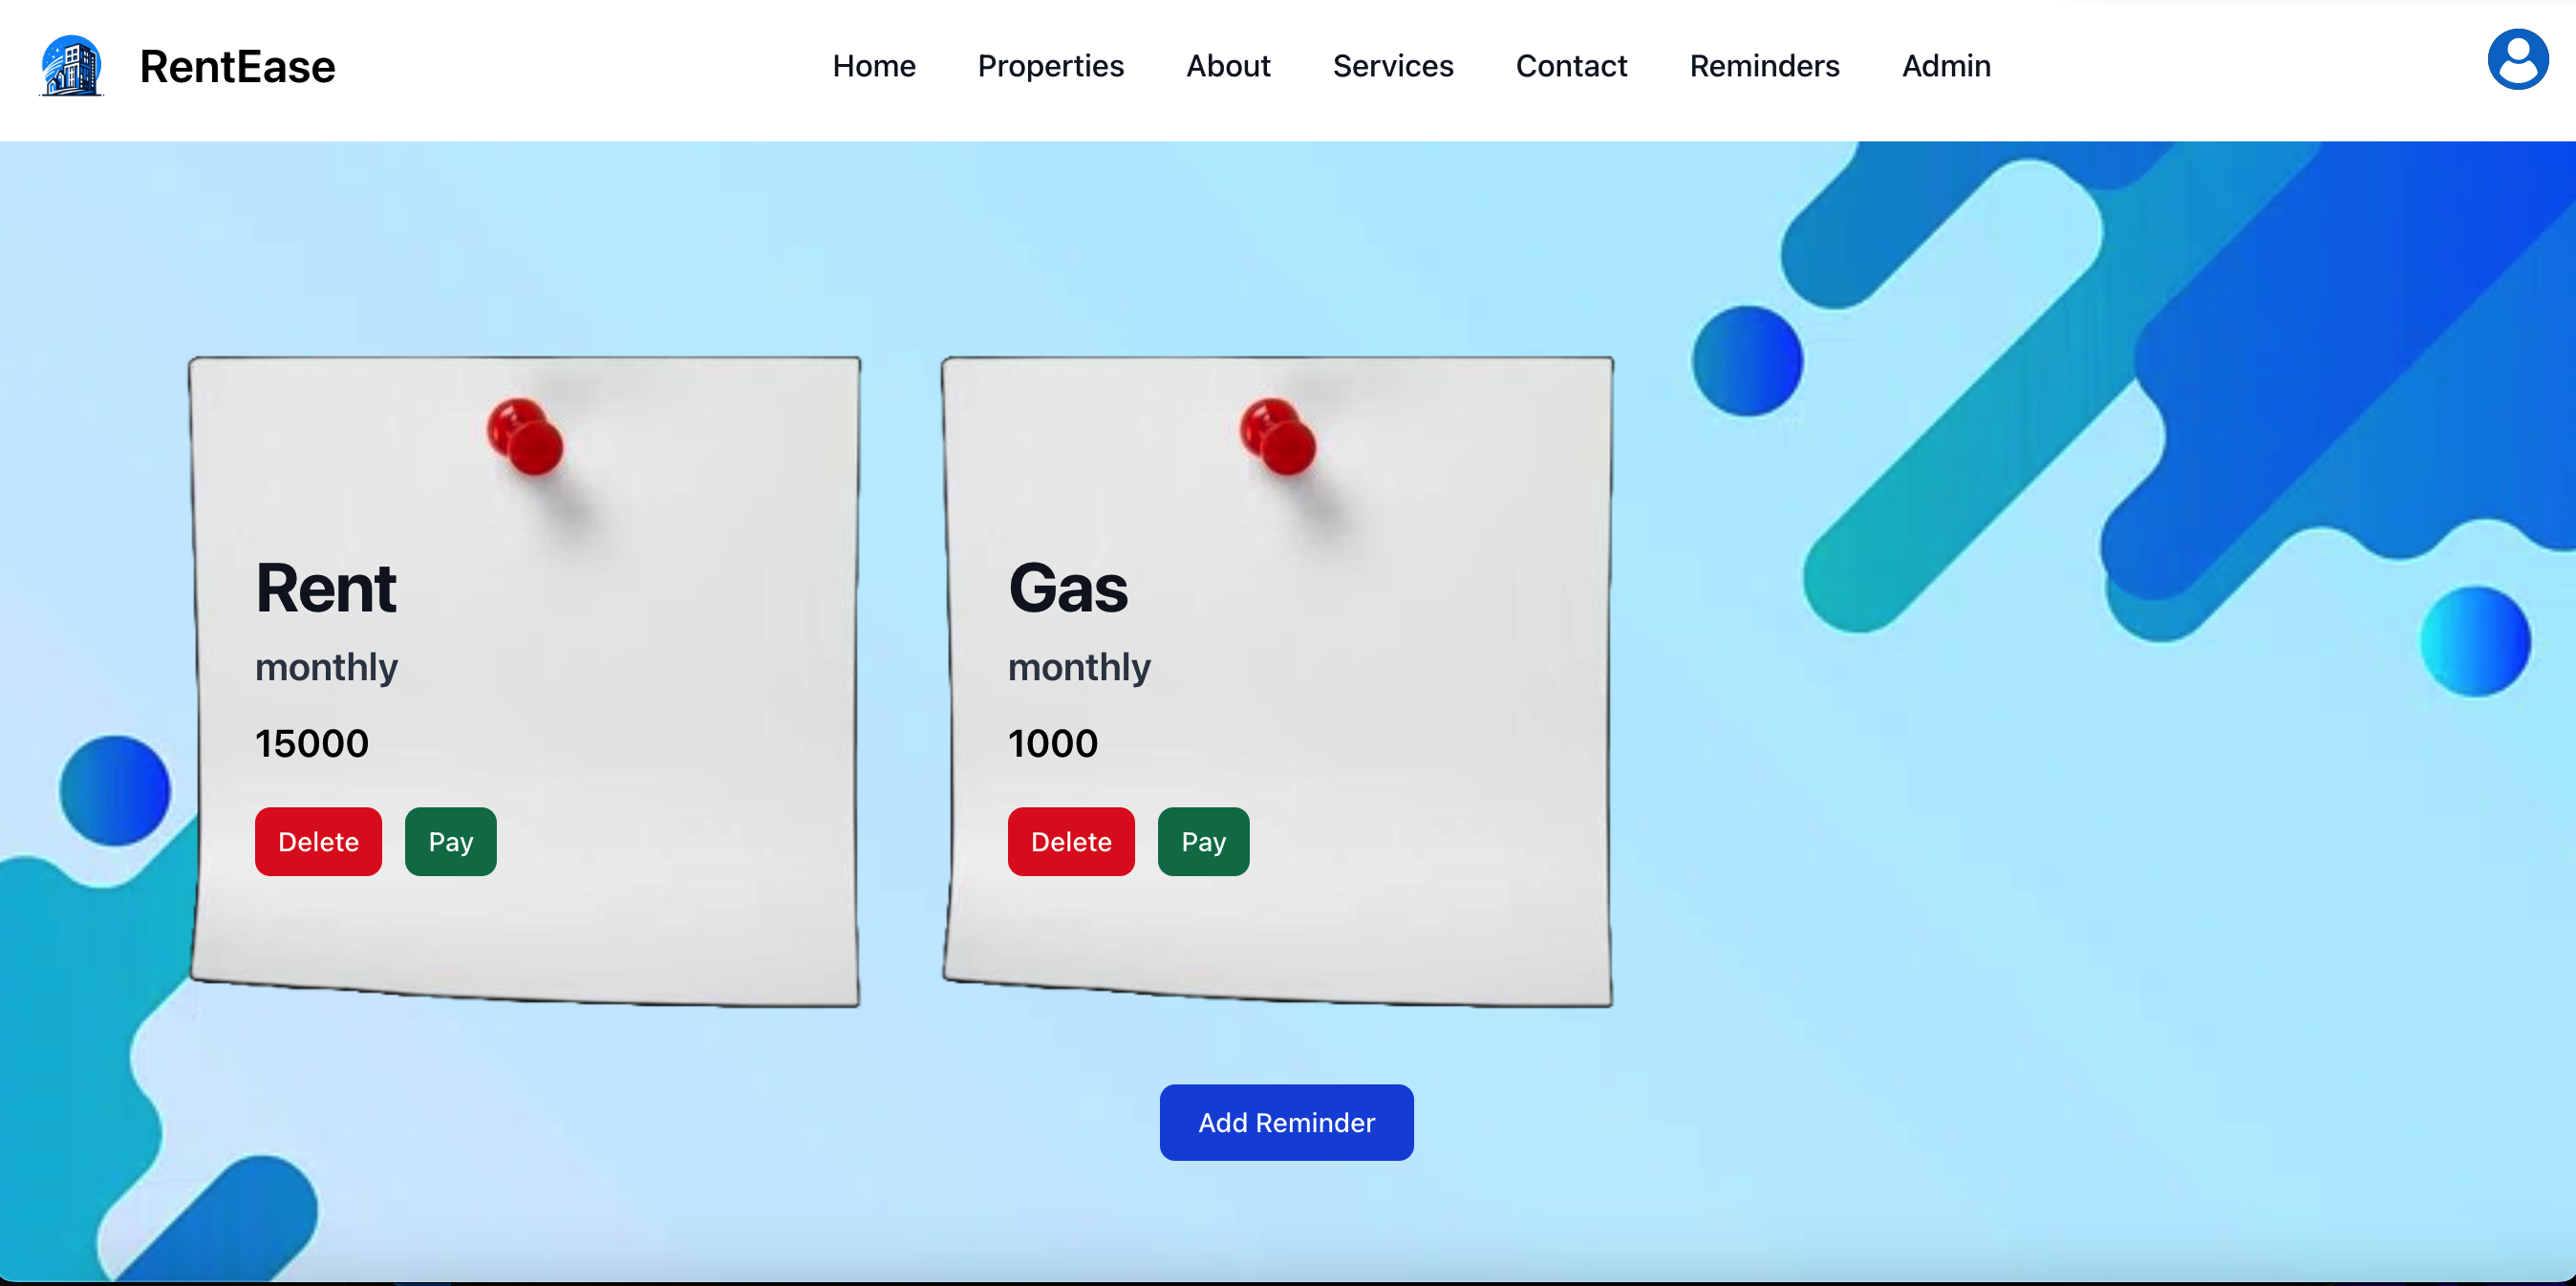 RentEase
Home Properties About Services Contact Reminders Admin
Rent
monthly
15000
Delete Pay
Gas
monthly
1000
Delete Pay
Add Reminder